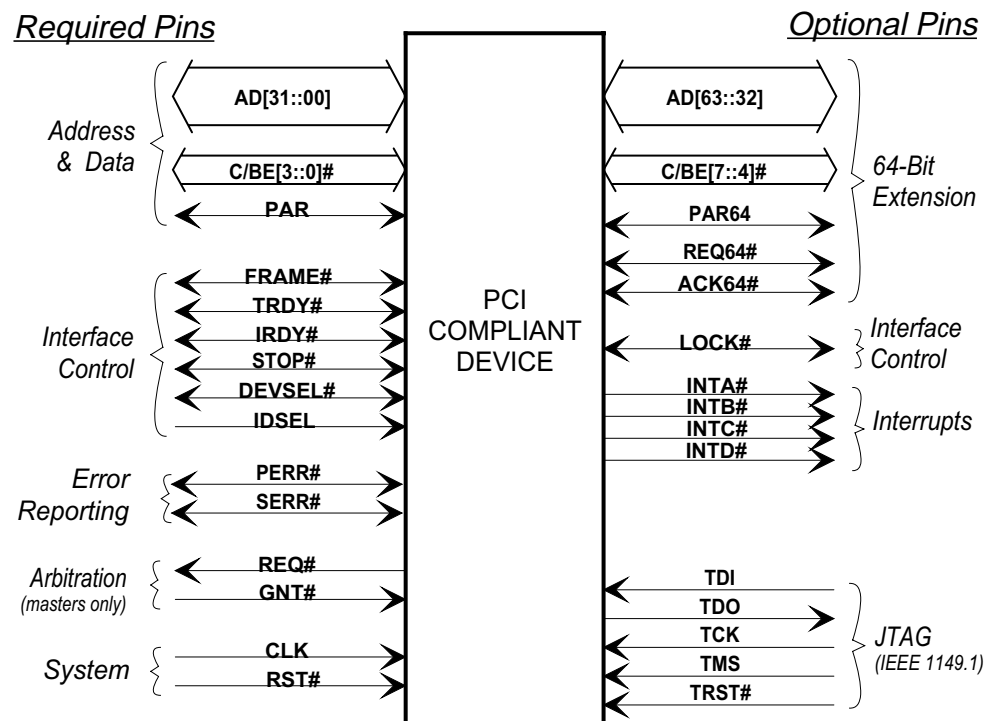 Required Pins
Optional Pins
Address
& Data
AD[31::00]
C/BE[3::0]#
PAR
Interface
Control
FRAME#
TRDY#
IRDY#
STOP#
DEVSEL#
IDSEL
Error
Reporting
PERR#
SERR#
Arbitration
(masters only)
REQ#
GNT#
System
CLK
RST#
PCI
COMPLIANT
DEVICE
AD[63::32]
C/BE[7::4]#
PAR64
REQ64#
ACK64#
64-Bit
Extension
LOCK#
Interface
Control
INTA#
INTB#
INTC#
INTD#
Interrupts
TDI
TDO
TCK
TMS
TRST#
JTAG
(IEEE 1149.1)